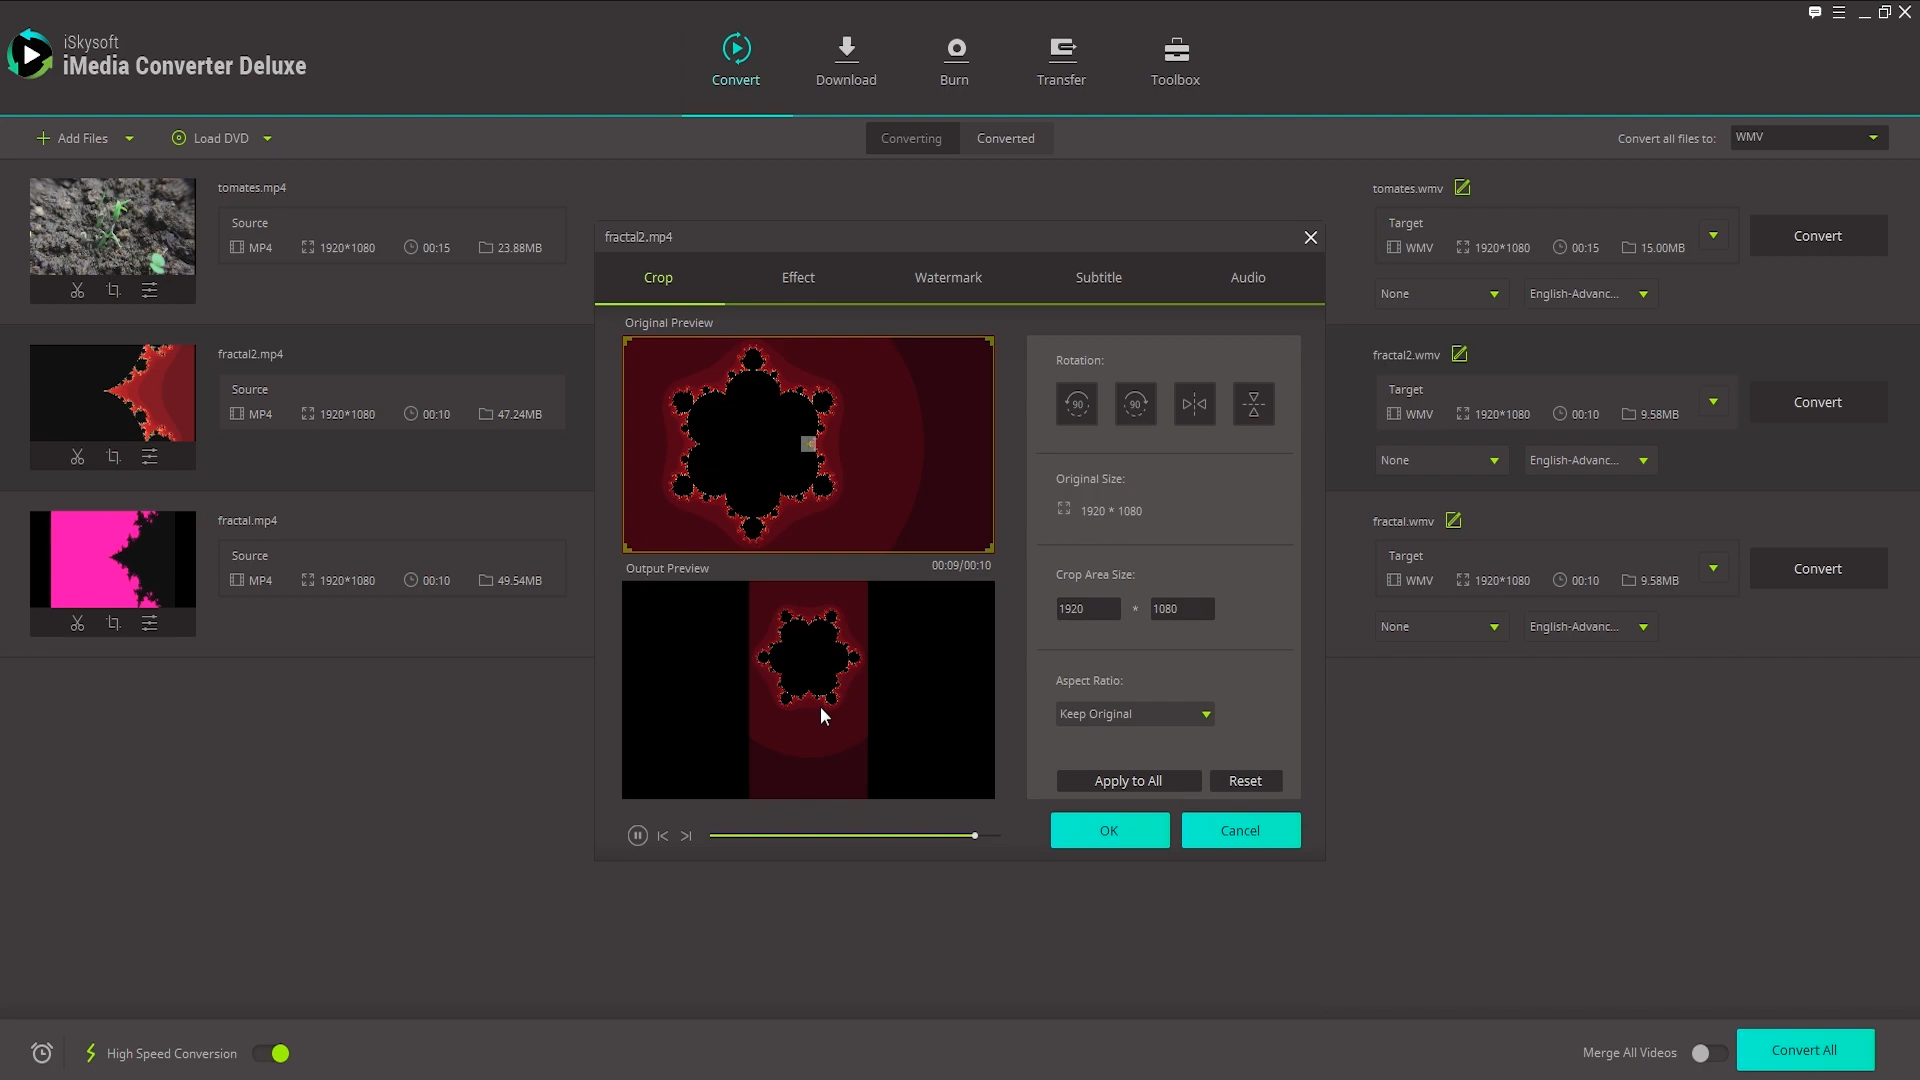 iSkysoft
iMedia Converter Deluxe
Convert
Download
Burn
Transfer
Toolbox
Add Files
Load DVD
Converting
Converted
Convert all files to:
WMV
tomates.mp4
Source
MP4 1920*1080 00:15 23.88MB
tomates.wmv
Target
WMV 1920*1080 00:15 15.00MB
Convert
None
English-Advanc...
fractal2.mp4
Source
MP4 1920*1080 00:10 47.24MB
fractal2.wmv
Target
WMV 1920*1080 00:10 9.58MB
Convert
None
English-Advanc...
fractal.mp4
Source
MP4 1920*1080 00:10 49.54MB
fractal.wmv
Target
WMV 1920*1080 00:10 9.58MB
Convert
None
English-Advanc...
fractal2.mp4
Crop
Effect
Watermark
Subtitle
Audio
Original Preview
Output Preview
00:09/00:10
Rotation:
90
90
Original Size:
1920 * 1080
Crop Area Size:
1920 * 1080
Aspect Ratio:
Keep Original
Apply to All
Reset
OK
Cancel
High Speed Conversion
Merge All Videos
Convert All